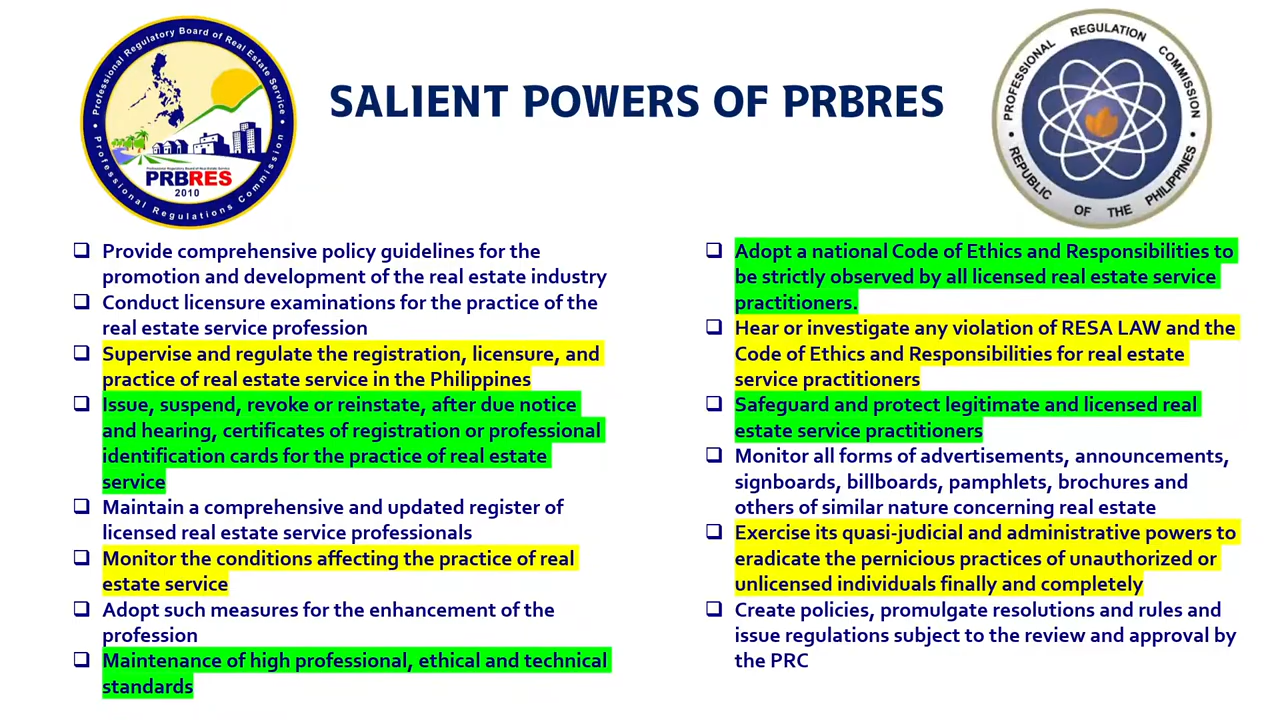 Professional Regulatory Board of Real Estate Service
Professional Regulations Commission
Professional Regulatory Board of Real Estate Service
PRBRES
2010
SALIENT POWERS OF PRBRES
PROFESSIONAL REGULATION COMMISSION
REPUBLIC OF THE PHILIPPINES
Provide comprehensive policy guidelines for the
promotion and development of the real estate industry
Conduct licensure examinations for the practice of the
real estate service profession
Supervise and regulate the registration, licensure, and
practice of real estate service in the Philippines
Issue, suspend, revoke or reinstate, after due notice
and hearing, certificates of registration or professional
identification cards for the practice of real estate
service
Maintain a comprehensive and updated register of
licensed real estate service professionals
Monitor the conditions affecting the practice of real
estate service
Adopt such measures for the enhancement of the
profession
Maintenance of high professional, ethical and technical
standards
Adopt a national Code of Ethics and Responsibilities to
be strictly observed by all licensed real estate service
practitioners.
Hear or investigate any violation of RESA LAW and the
Code of Ethics and Responsibilities for real estate
service practitioners
Safeguard and protect legitimate and licensed real
estate service practitioners
Monitor all forms of advertisements, announcements,
signboards, billboards, pamphlets, brochures and
others of similar nature concerning real estate
Exercise its quasi-judicial and administrative powers to
eradicate the pernicious practices of unauthorized or
unlicensed individuals finally and completely
Create policies, promulgate resolutions and rules and
issue regulations subject to the review and approval by
the PRC